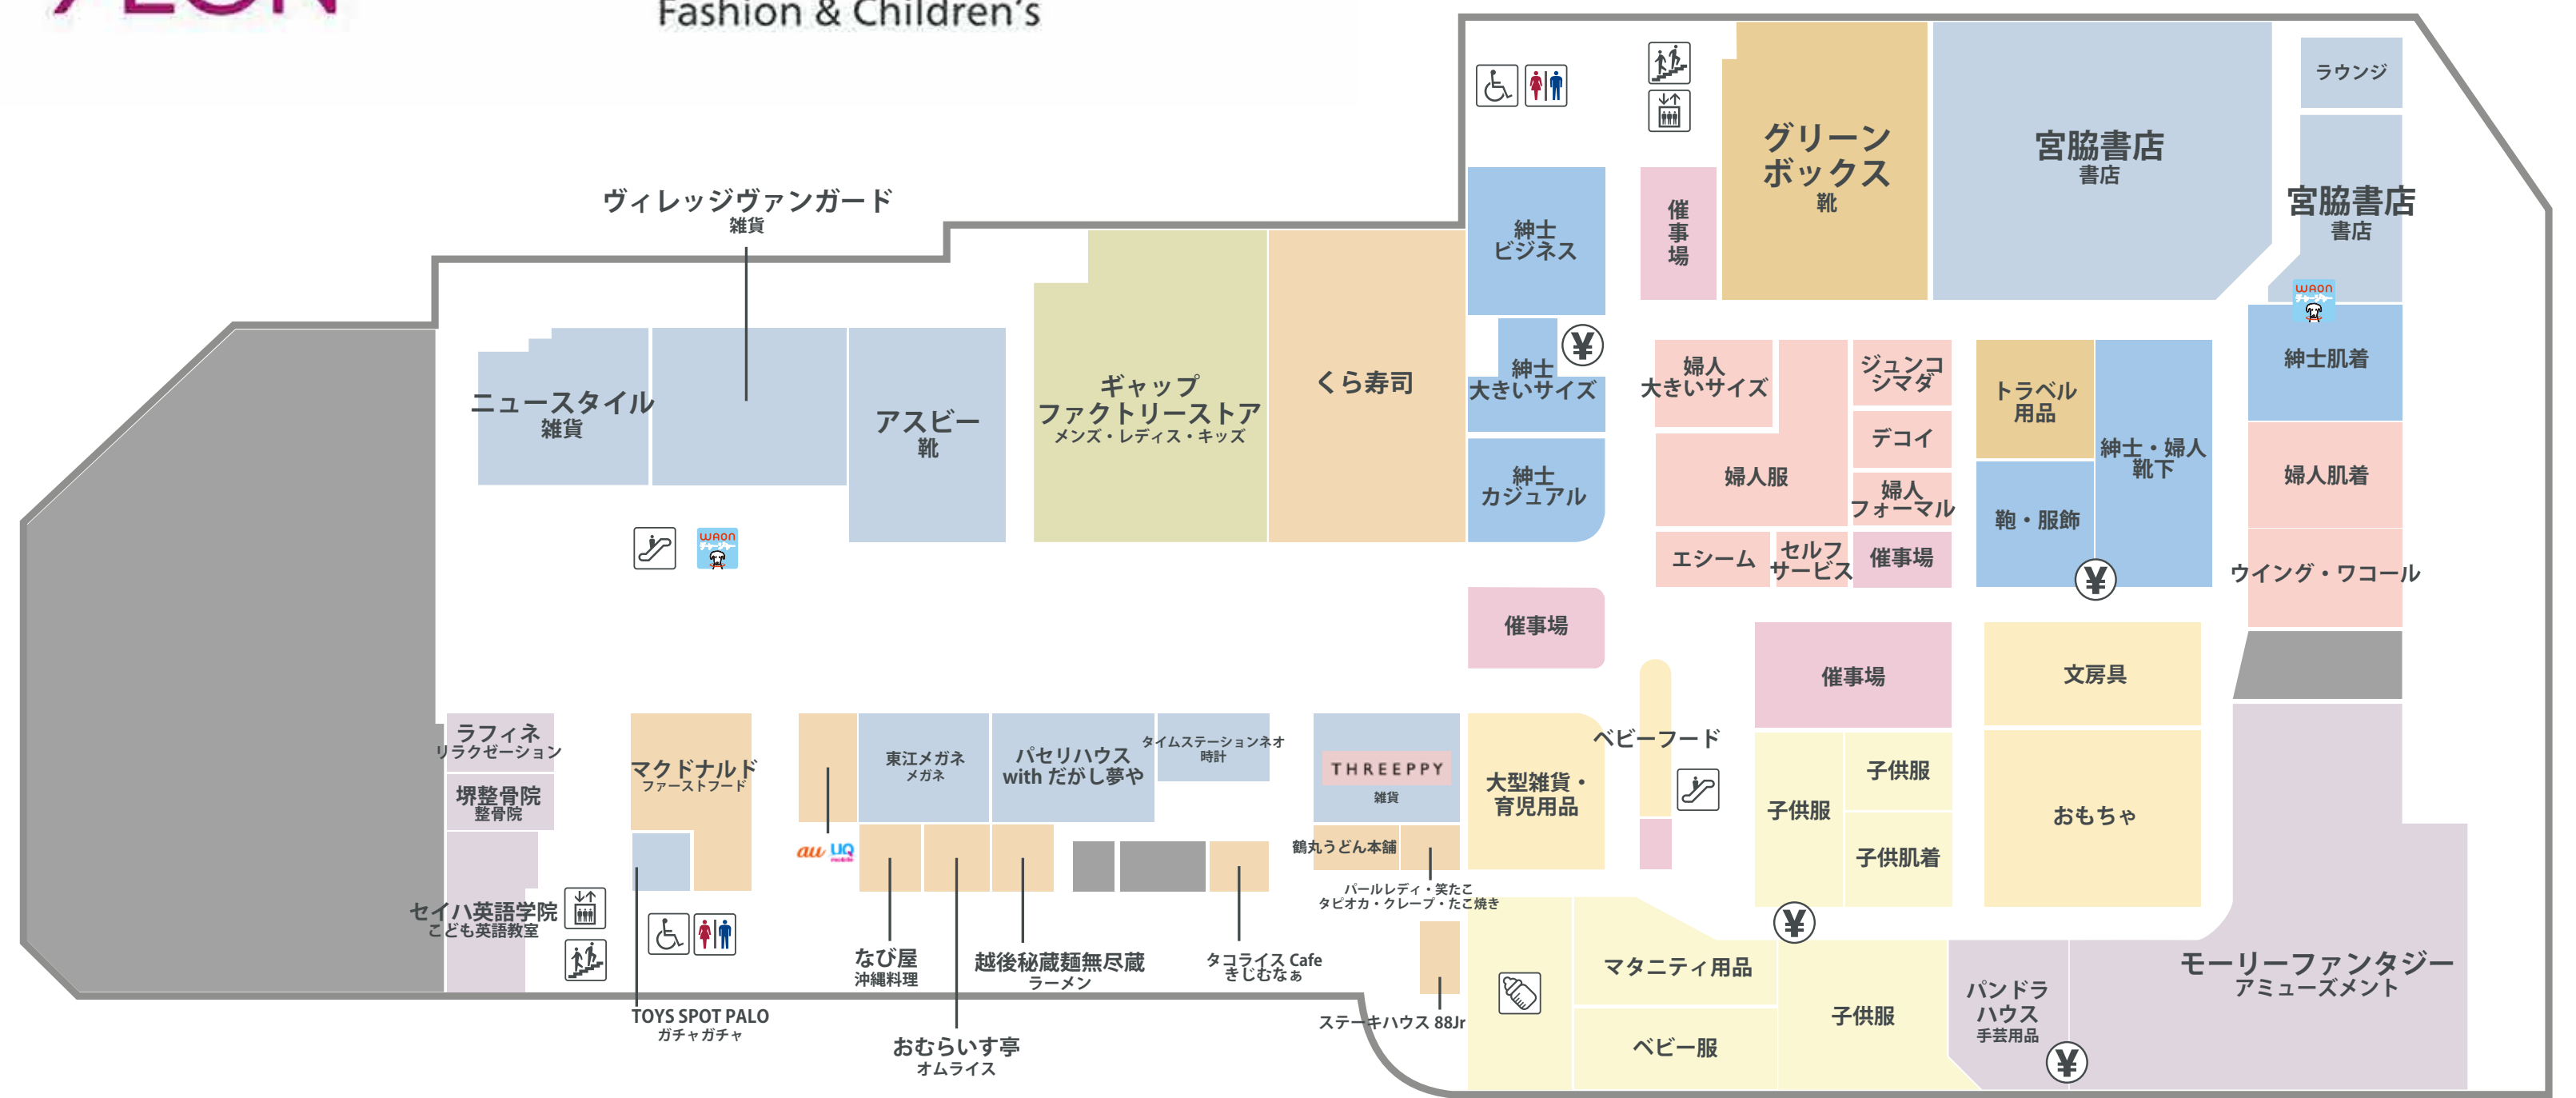 ÆON
Fashion & Children's
ラウンジ
グリーン
ボックス
靴
宮脇書店
書店
宮脇書店
書店
ヴィレッジヴァンガード
雑貨
紳士
ビジネス
催事場
WAON
チャージャー
紳士
大きいサイズ
¥
婦人
大きいサイズ
ジュンコ
シマダ
トラベル
用品
紳士肌着
ニュースタイル
雑貨
アスビー
靴
ギャップ
ファクトリーストア
メンズ・レディス・キッズ
くら寿司
デコイ
紳士・婦人
靴下
紳士
カジュアル
婦人服
婦人
フォーマル
婦人肌着
鞄・服飾
エシーム
セルフ
サービス
催事場
¥
ウイング・ワコール
WAON
チャージャー
催事場
催事場
文房具
ラフィネ
リラクゼーション
堺整骨院
整骨院
セイハ英語学院
こども英語教室
マクドナルド
ファーストフード
au UQ
mobile
東江メガネ
メガネ
パセリハウス
with だがし夢や
タイムステーションネオ
時計
THREEPPY
雑貨
大型雑貨・
育児用品
ベビーフード
子供服
子供服
子供肌着
おもちゃ
鶴丸うどん本舗
パールレディ・笑たこ
タピオカ・クレープ・たこ焼き
¥
なび屋
沖縄料理
越後秘蔵麺無尽蔵
ラーメン
タコライス Cafe
きじむなぁ
TOYS SPOT PALO
ガチャガチャ
おむらいす亭
オムライス
ステーキハウス 88Jr
マタニティ用品
ベビー服
子供服
パンドラ
ハウス
手芸用品
¥
モーリーファンタジー
アミューズメント